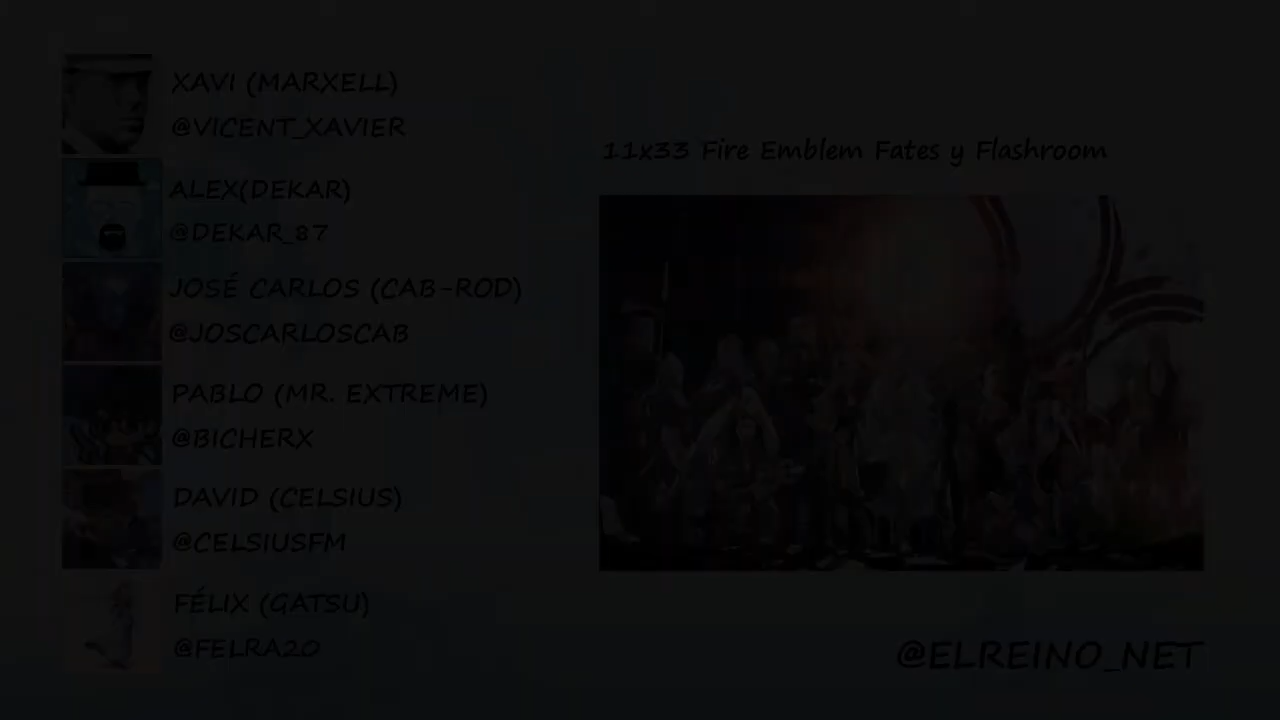 XAVI (MARXELL)
@VICENT_XAVIER
ALEX(DEKAR)
@DEKAR_87
JOSÉ CARLOS (CAB-ROD)
@JOSCARLOSCAB
PABLO (MR. EXTREME)
@BICHERX
DAVID (CELSIUS)
@CELSIUSFM
FÉLIX (GATSU)
@FELRA20
11x33 Fire Emblem Fates y Flashroom
@ELREINO_NET